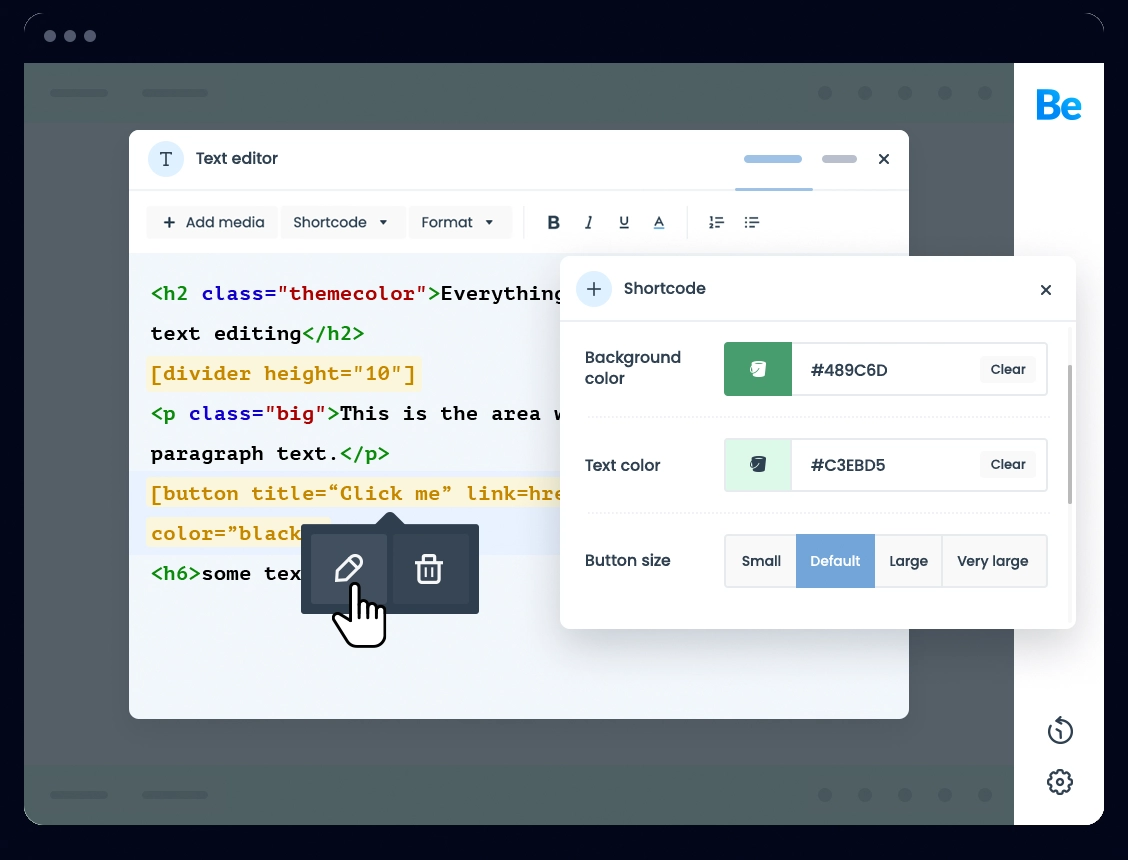 Be
T Text editor
Add media Shortcode Format B I U A
<h2 class="themecolor">Everything
text editing</h2>
[divider height="10"]
<p class="big">This is the area
paragraph text.</p>
[button title=“Click me” link=hre
color=”black
<h6>some tex
Shortcode
Background
color
#489C6D Clear
Text color #C3EBD5 Clear
Button size Small Default Large Very large